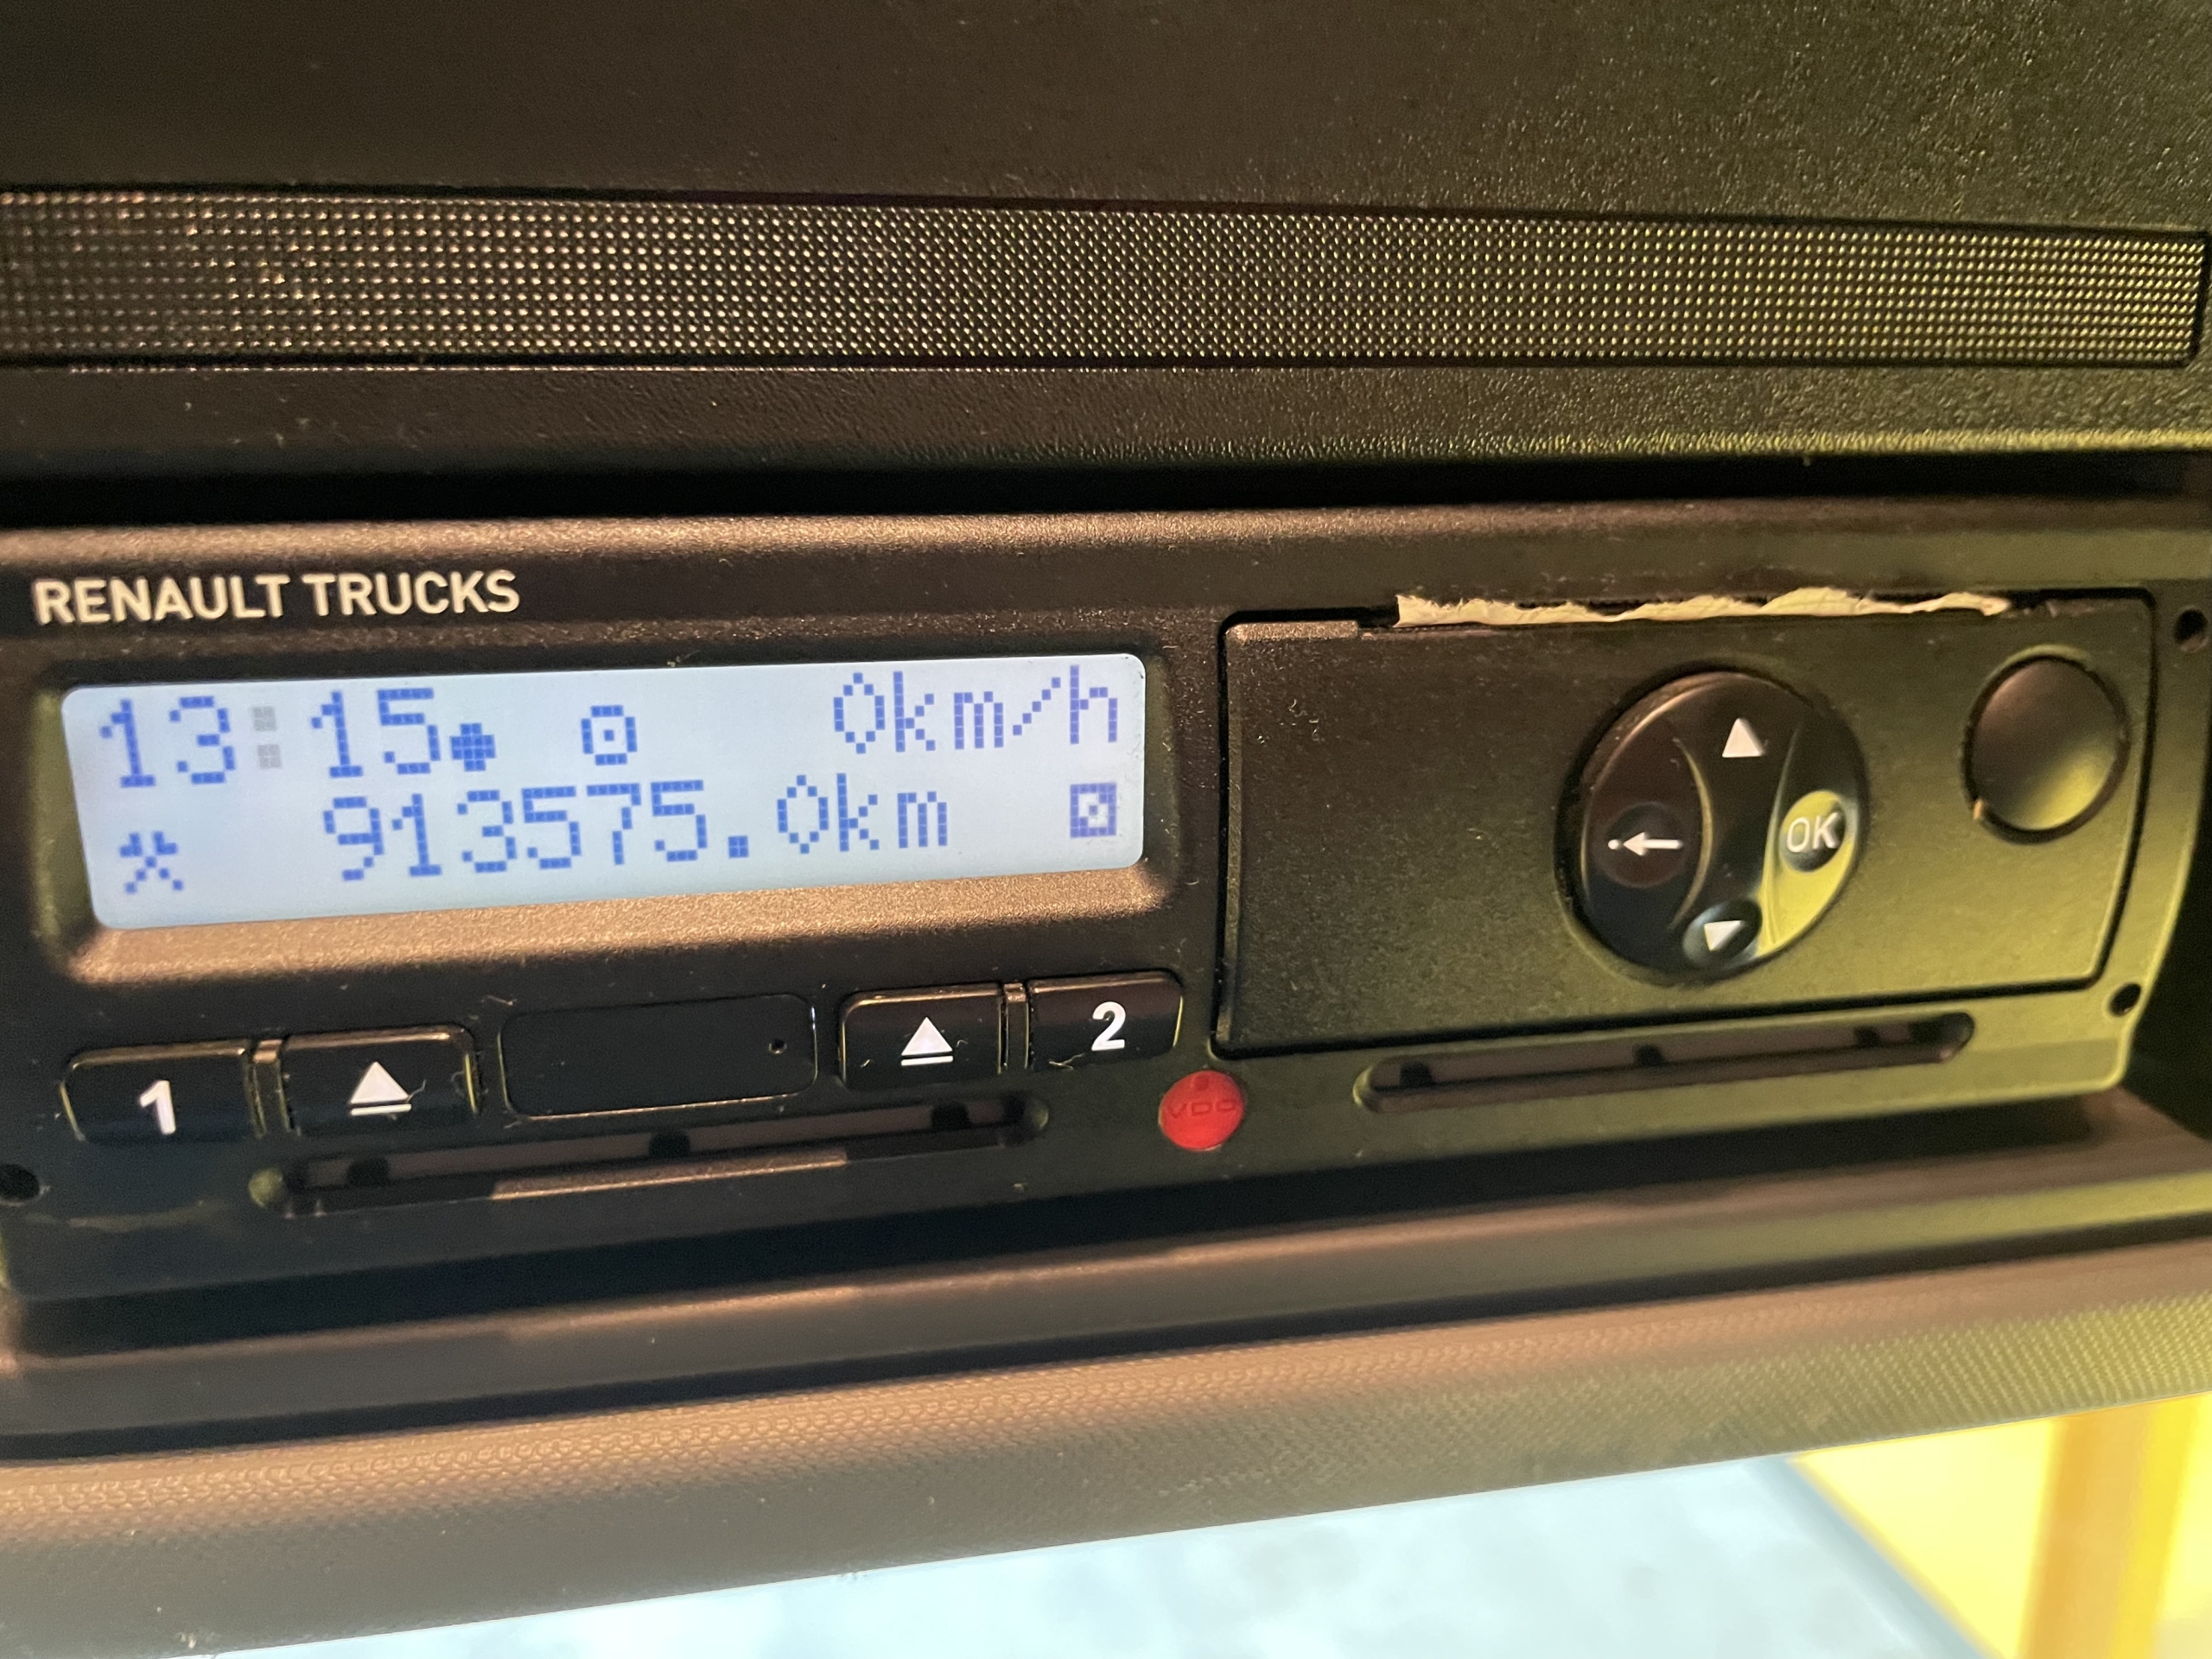 RENAULT TRUCKS
13:15 0km/h
913575.0km
1 2
OK
VDO